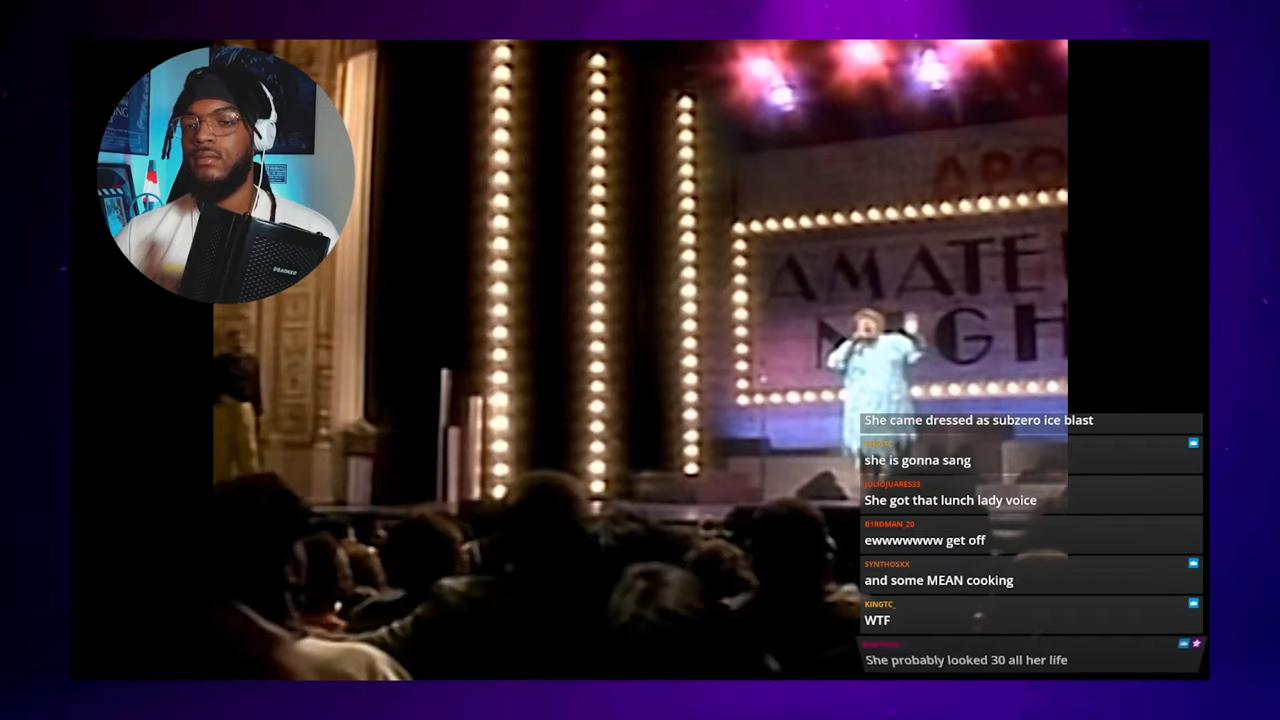 APO
AMATE
NIGH
She came dressed as subzero ice blast
KINGTC_
she is gonna sang
JULIOJUARES33
She got that lunch lady voice
B1RDMAN_20
ewwwwwww get off
SYNTHOSXX
and some MEAN cooking
KINGTC_
WTF
She probably looked 30 all her life